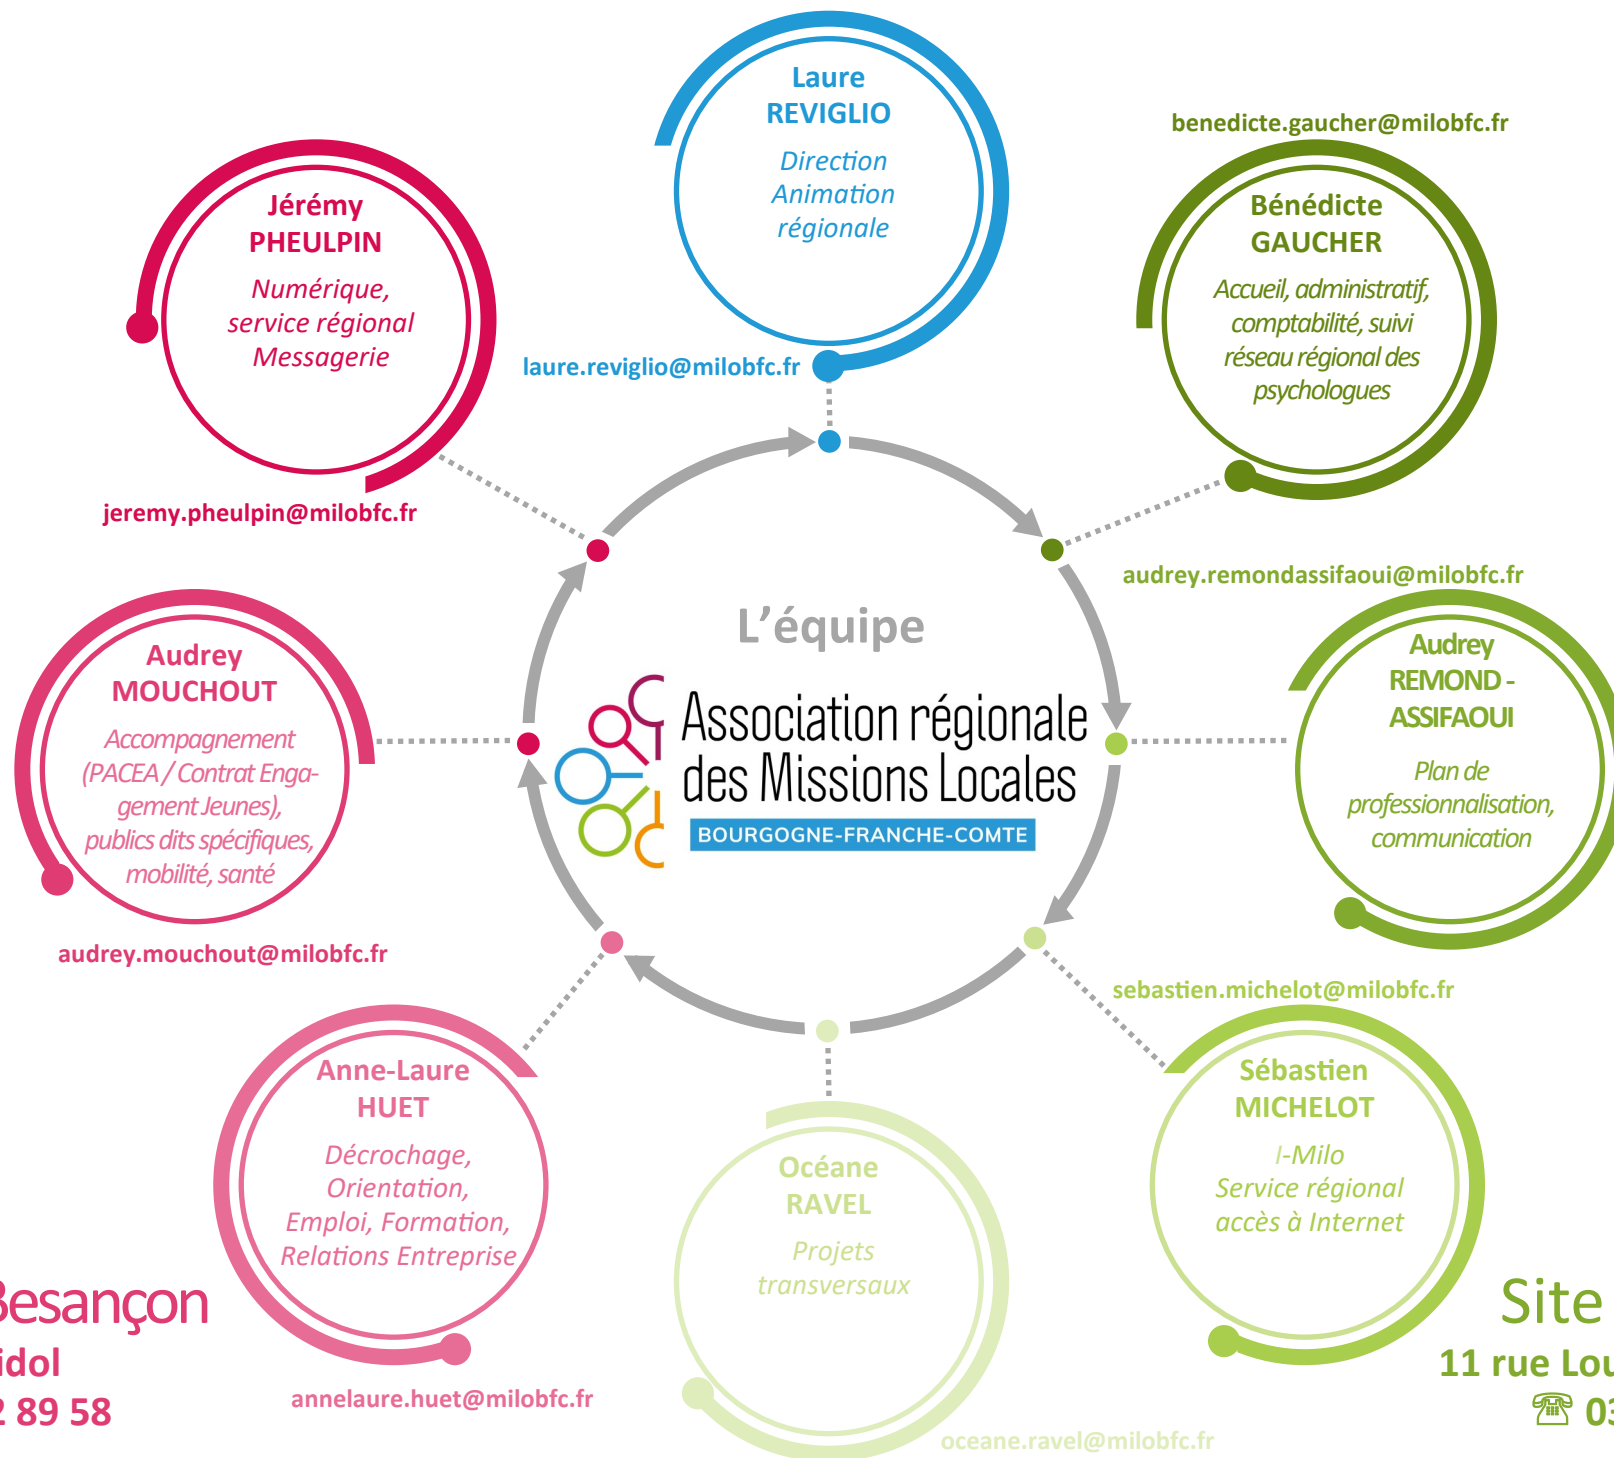 Laure
REVIGLIO
Direction
Animation
régionale
laure.reviglio@milobfc.fr
benedicte.gaucher@milobfc.fr
Bénédicte
GAUCHER
Accueil, administratif,
comptabilité, suivi
réseau régional des
psychologues
Jérémy
PHEULPIN
Numérique,
service régional
Messagerie
jeremy.pheulpin@milobfc.fr
audrey.remondassifaoui@milobfc.fr
Audrey
REMOND -
ASSIFAOUI
Plan de
professionnalisation,
communication
L’équipe
Association régionale
des Missions Locales
BOURGOGNE-FRANCHE-COMTE
Audrey
MOUCHOUT
Accompagnement
(PACEA / Contrat Enga-
gement Jeunes),
publics dits spécifiques,
mobilité, santé
audrey.mouchout@milobfc.fr
sebastien.michelot@milobfc.fr
Sébastien
MICHELOT
I-Milo
Service régional
accès à Internet
Anne-Laure
HUET
Décrochage,
Orientation,
Emploi, Formation,
Relations Entreprise
annelaure.huet@milobfc.fr
Océane
RAVEL
Projets
transversaux
oceane.ravel@milobfc.fr
Besançon
idol
2 89 58
Site
11 rue Lou
☏ 03